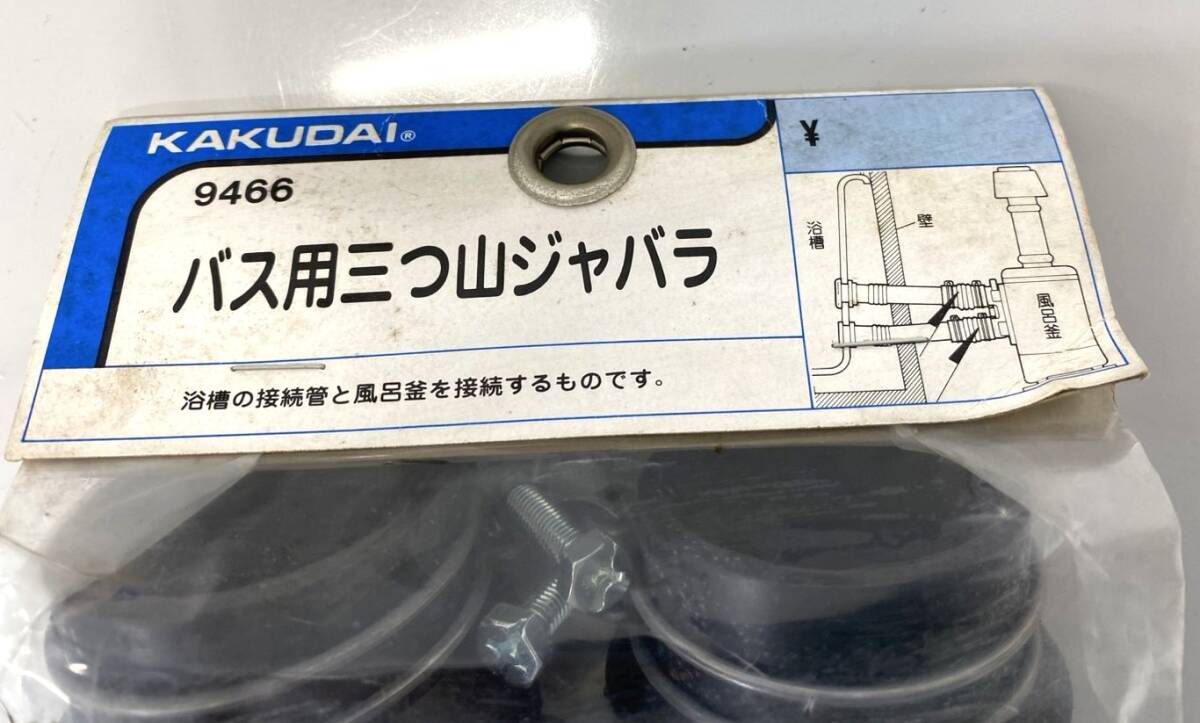 KAKUDAI®
9466
バス用三つ山ジャバラ
浴槽の接続管と風呂釜を接続するものです。
¥
浴槽
壁
風呂釜